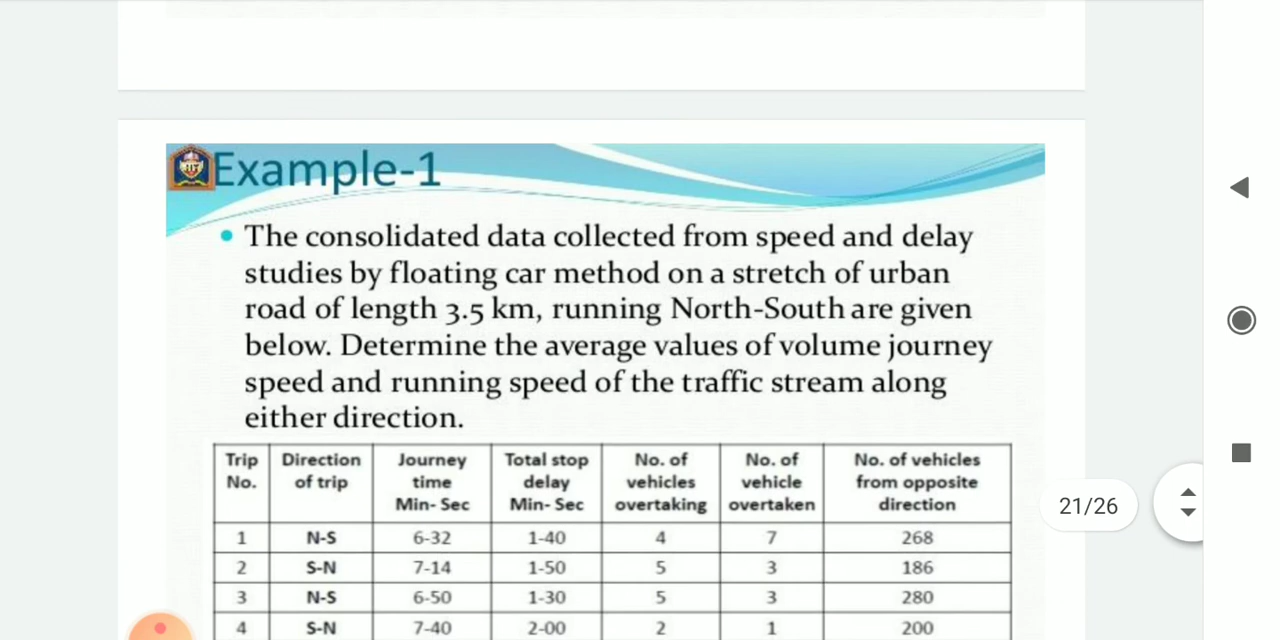 Example-1
The consolidated data collected from speed and delay
studies by floating car method on a stretch of urban
road of length 3.5 km, running North-South are given
below. Determine the average values of volume journey
speed and running speed of the traffic stream along
either direction.
Trip No. Direction of trip Journey time Min- Sec Total stop delay Min- Sec No. of vehicles overtaking No. of vehicle overtaken No. of vehicles from opposite direction
1 N-S 6-32 1-40 4 7 268
2 S-N 7-14 1-50 5 3 186
3 N-S 6-50 1-30 5 3 280
4 S-N 7-40 2-00 2 1 200
21/26